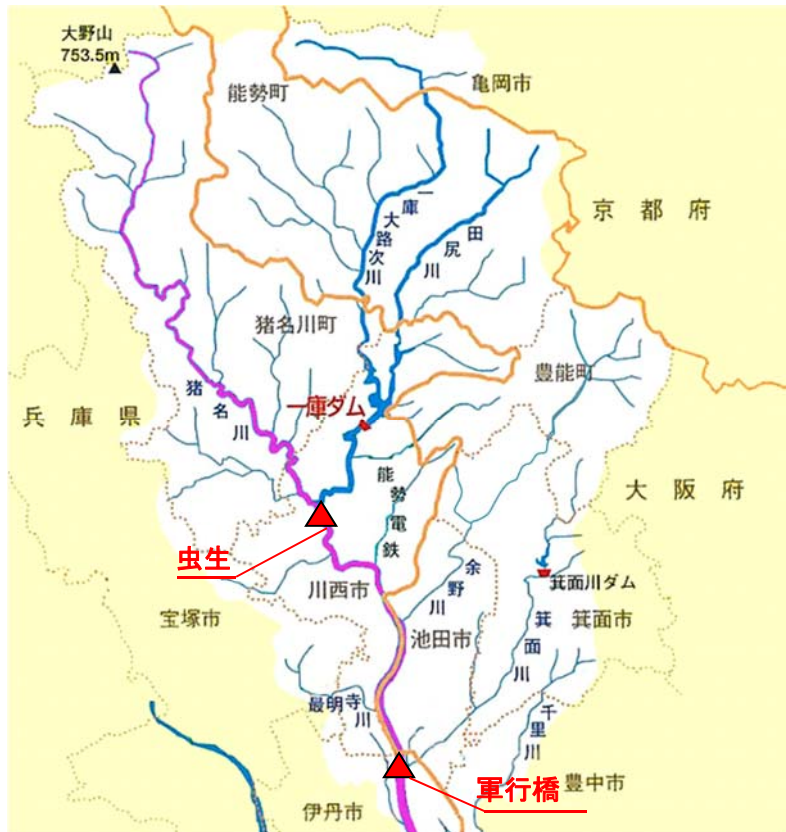 大野山
753.5m
能勢町
亀岡市
京都府
一庫大路次川
田尻川
猪名川町
豊能町
兵庫県
猪名川
一庫ダム
大阪府
能勢電鉄
虫生
余野川
箕面川ダム
川西市
宝塚市
池田市
箕面川
箕面市
最明寺川
千里川
軍行橋
豊中市
伊丹市